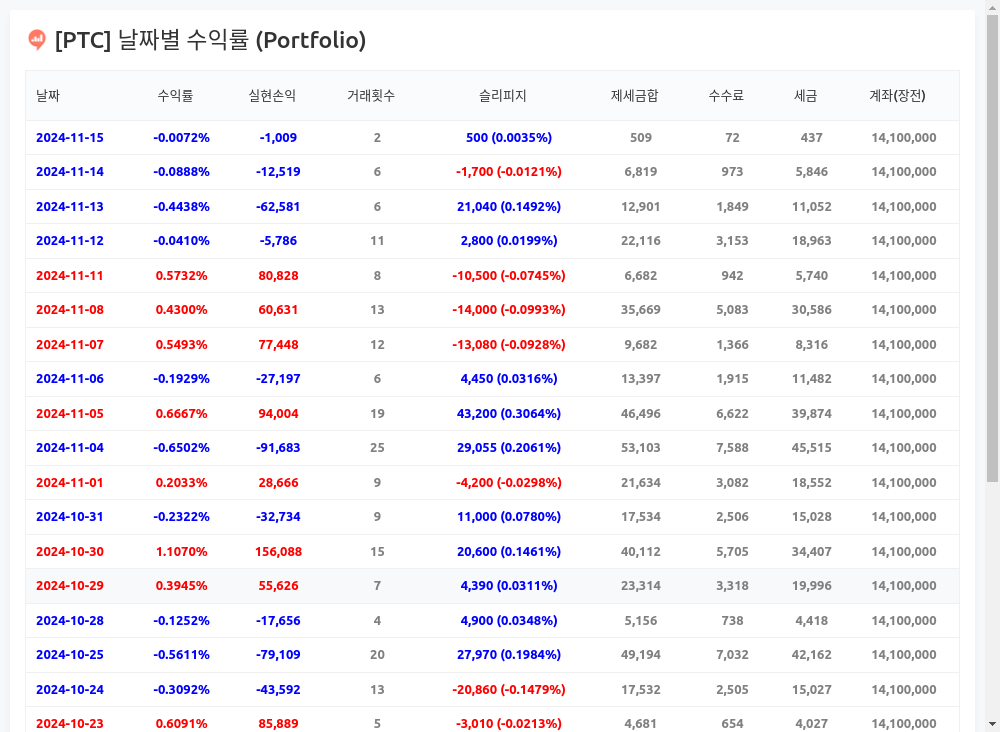 [PTC] 날짜별 수익률 (Portfolio)
날짜 수익률 실현손익 거래횟수 슬리피지 제세금합 수수료 세금 계좌(장전)
2024-11-15 -0.0072% -1,009 2 500 (0.0035%) 509 72 437 14,100,000
2024-11-14 -0.0888% -12,519 6 -1,700 (-0.0121%) 6,819 973 5,846 14,100,000
2024-11-13 -0.4438% -62,581 6 21,040 (0.1492%) 12,901 1,849 11,052 14,100,000
2024-11-12 -0.0410% -5,786 11 2,800 (0.0199%) 22,116 3,153 18,963 14,100,000
2024-11-11 0.5732% 80,828 8 -10,500 (-0.0745%) 6,682 942 5,740 14,100,000
2024-11-08 0.4300% 60,631 13 -14,000 (-0.0993%) 35,669 5,083 30,586 14,100,000
2024-11-07 0.5493% 77,448 12 -13,080 (-0.0928%) 9,682 1,366 8,316 14,100,000
2024-11-06 -0.1929% -27,197 6 4,450 (0.0316%) 13,397 1,915 11,482 14,100,000
2024-11-05 0.6667% 94,004 19 43,200 (0.3064%) 46,496 6,622 39,874 14,100,000
2024-11-04 -0.6502% -91,683 25 29,055 (0.2061%) 53,103 7,588 45,515 14,100,000
2024-11-01 0.2033% 28,666 9 -4,200 (-0.0298%) 21,634 3,082 18,552 14,100,000
2024-10-31 -0.2322% -32,734 9 11,000 (0.0780%) 17,534 2,506 15,028 14,100,000
2024-10-30 1.1070% 156,088 15 20,600 (0.1461%) 40,112 5,705 34,407 14,100,000
2024-10-29 0.3945% 55,626 7 4,390 (0.0311%) 23,314 3,318 19,996 14,100,000
2024-10-28 -0.1252% -17,656 4 4,900 (0.0348%) 5,156 738 4,418 14,100,000
2024-10-25 -0.5611% -79,109 20 27,970 (0.1984%) 49,194 7,032 42,162 14,100,000
2024-10-24 -0.3092% -43,592 13 -20,860 (-0.1479%) 17,532 2,505 15,027 14,100,000
2024-10-23 0.6091% 85,889 5 -3,010 (-0.0213%) 4,681 654 4,027 14,100,000